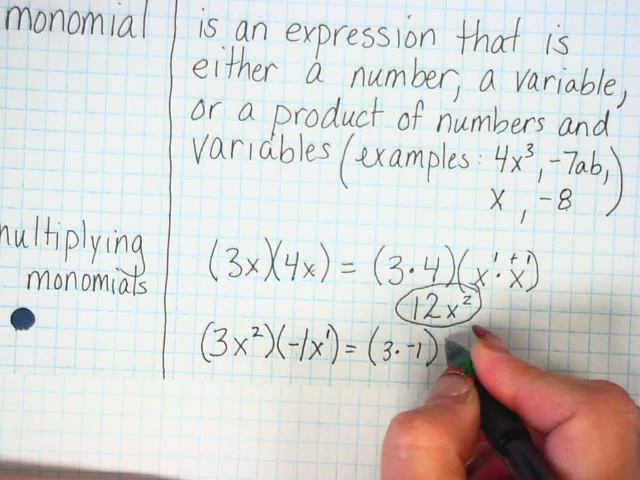 monomial
is an expression that is
either a number, a variable,
or a product of numbers and
variables (examples: 4x³, -7ab,
x, -8)
multiplying
monomials
(3x)(4x) = (3·4)(x¹·⁺x¹)
12x²
(3x²)(-1x¹) = (3·-1)